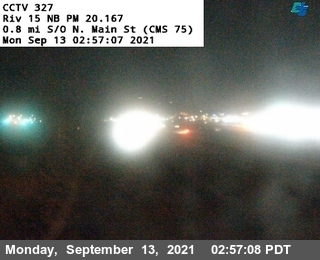 CCTV 327
Riv 15 NB PM 20.167
0.8 mi S/O N. Main St (CMS 75)
Mon Sep 13 02:57:07 2021
Monday, September 13, 2021 02:57:08 PDT